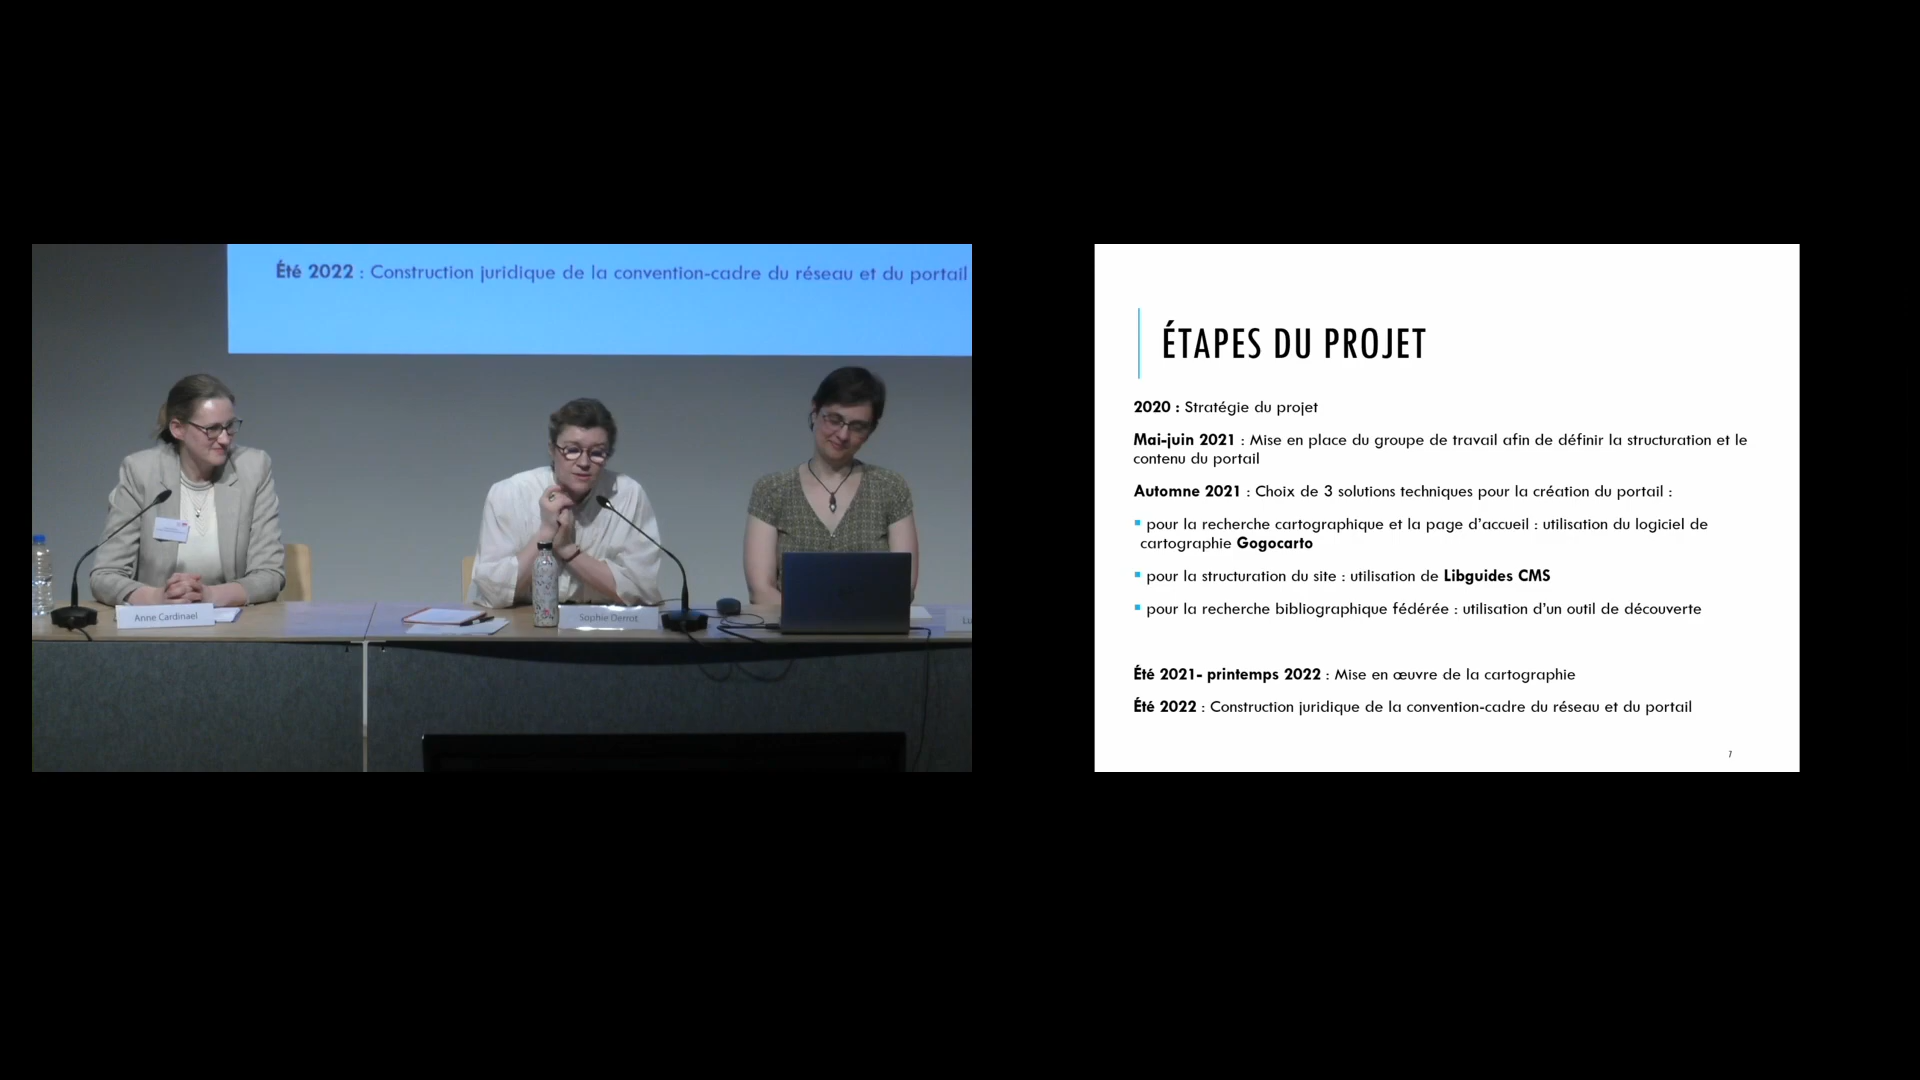 Été 2022 : Construction juridique de la convention-cadre du réseau et du portail
Anne Cardinael
Sophie Derrot
Lu
ÉTAPES DU PROJET
2020 : Stratégie du projet
Mai-juin 2021 : Mise en place du groupe de travail afin de définir la structuration et le
contenu du portail
Automne 2021 : Choix de 3 solutions techniques pour la création du portail :
▪ pour la recherche cartographique et la page d'accueil : utilisation du logiciel de
cartographie Gogocarto
▪ pour la structuration du site : utilisation de Libguides CMS
▪ pour la recherche bibliographique fédérée : utilisation d'un outil de découverte
Été 2021- printemps 2022 : Mise en œuvre de la cartographie
Été 2022 : Construction juridique de la convention-cadre du réseau et du portail
7